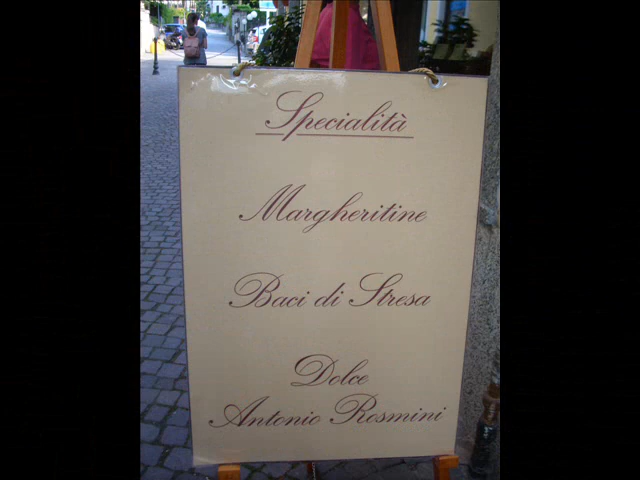 Specialità
Margheritine
Baci di Stresa
Dolce
Antonio Rosmini